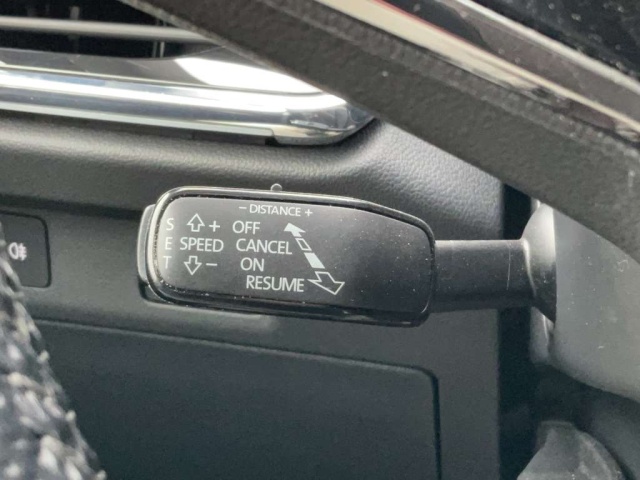 - DISTANCE +
S + OFF
E SPEED CANCEL
T - ON
RESUME